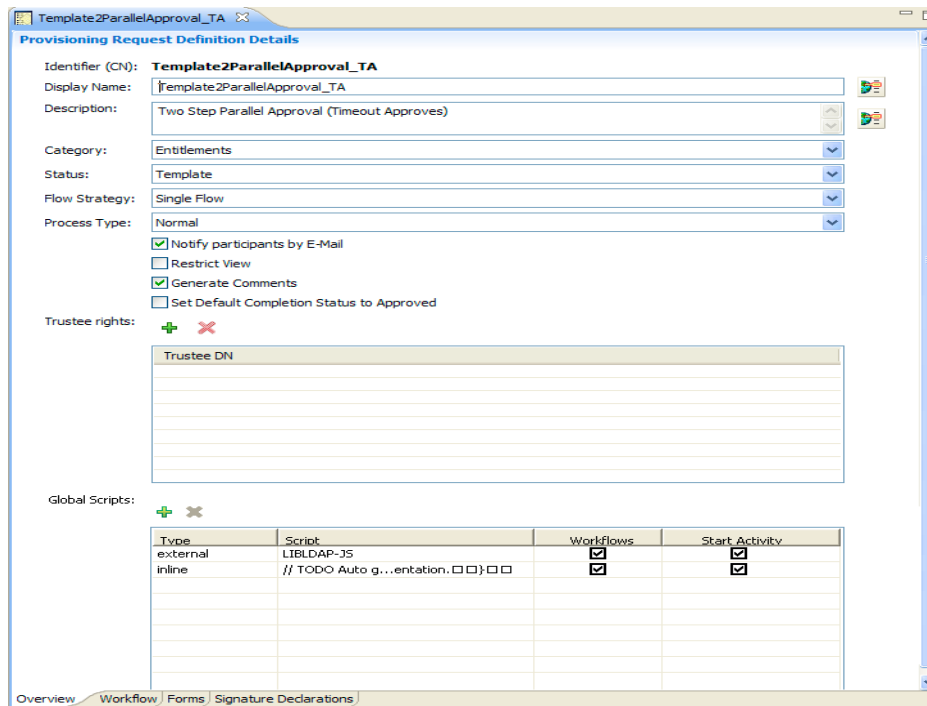 Template2ParallelApproval_TA
Provisioning Request Definition Details
Identifier (CN): Template2ParallelApproval_TA
Display Name: Template2ParallelApproval_TA
Description: Two Step Parallel Approval (Timeout Approves)
Category: Entitlements
Status: Template
Flow Strategy: Single Flow
Process Type: Normal
Notify participants by E-Mail
Restrict View
Generate Comments
Set Default Completion Status to Approved
Trustee rights:
Trustee DN
Global Scripts:
Type Script Workflows Start Activity
external LIBLDAP-JS
inline // TODO Auto g...entation.□□}□□
Overview Workflow Forms Signature Declarations